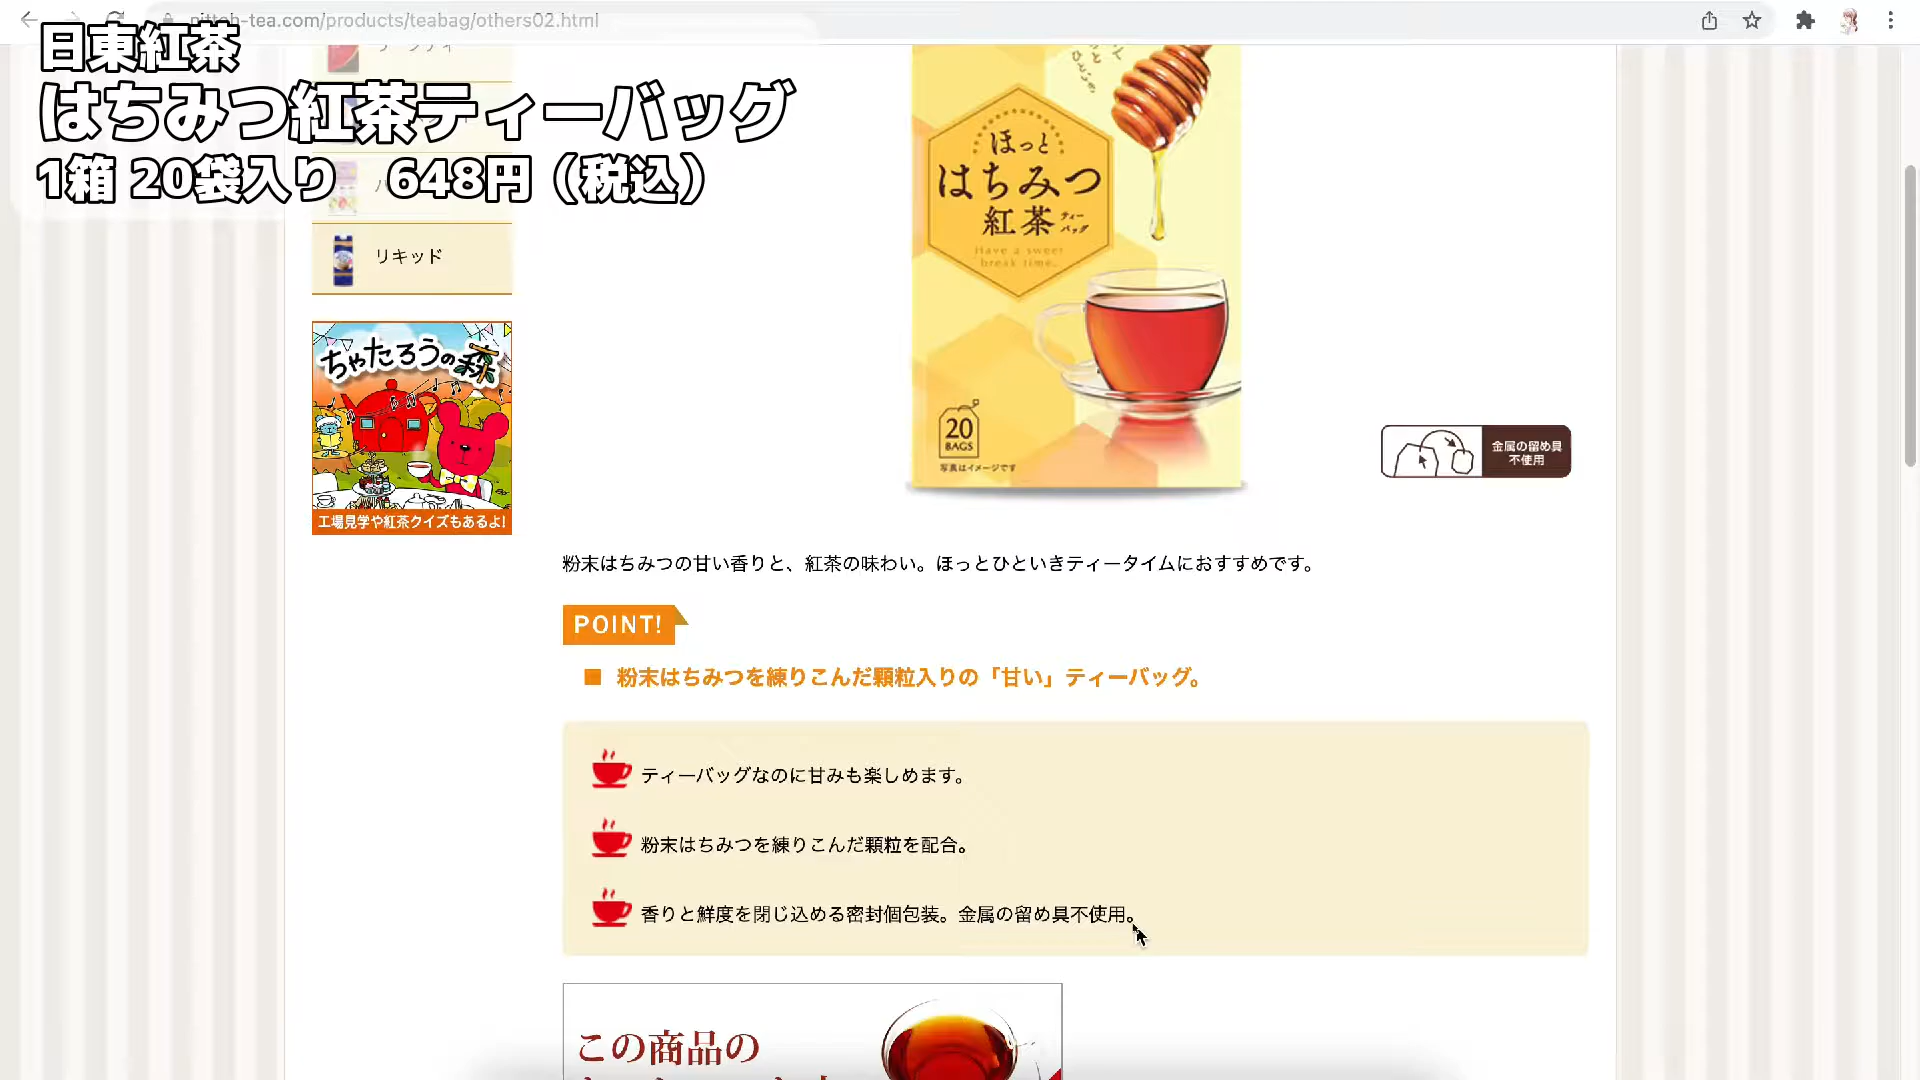 nittoh-tea.com/products/teabag/others02.html
日東紅茶
はちみつ紅茶ティーバッグ
1箱 20袋入り 648円（税込）
リキッド
ちゃたろうの森
工場見学や紅茶クイズもあるよ!
ほっと
はちみつ
紅茶
ティー
バッグ
Have a sweet
break time.
20
BAGS
写真はイメージです
金属の留め具
不使用
粉末はちみつの甘い香りと、紅茶の味わい。ほっとひといきティータイムにおすすめです。
POINT!
■ 粉末はちみつを練りこんだ顆粒入りの「甘い」ティーバッグ。
ティーバッグなのに甘みも楽しめます。
粉末はちみつを練りこんだ顆粒を配合。
香りと鮮度を閉じ込める密封個包装。金属の留め具不使用。
この商品の